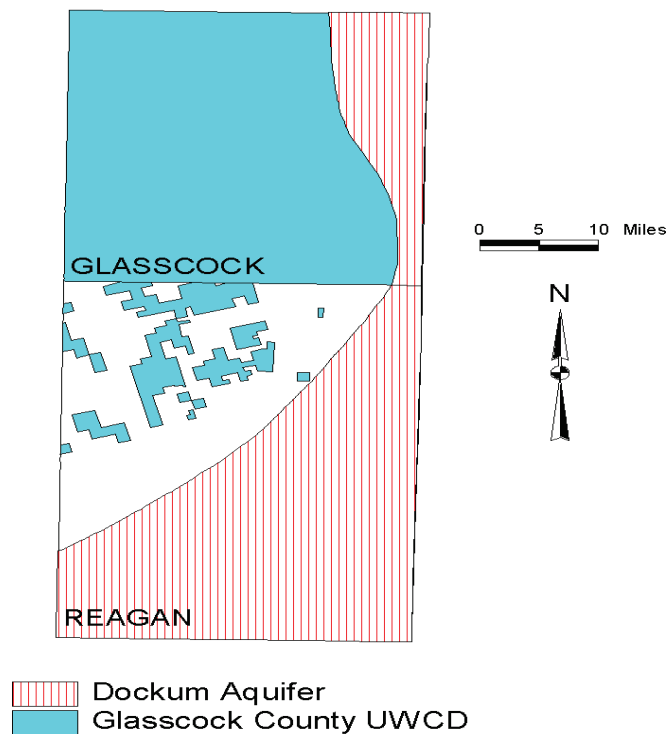 GLASSCOCK
0 5 10 Miles
N
REAGAN
Dockum Aquifer
Glasscock County UWCD